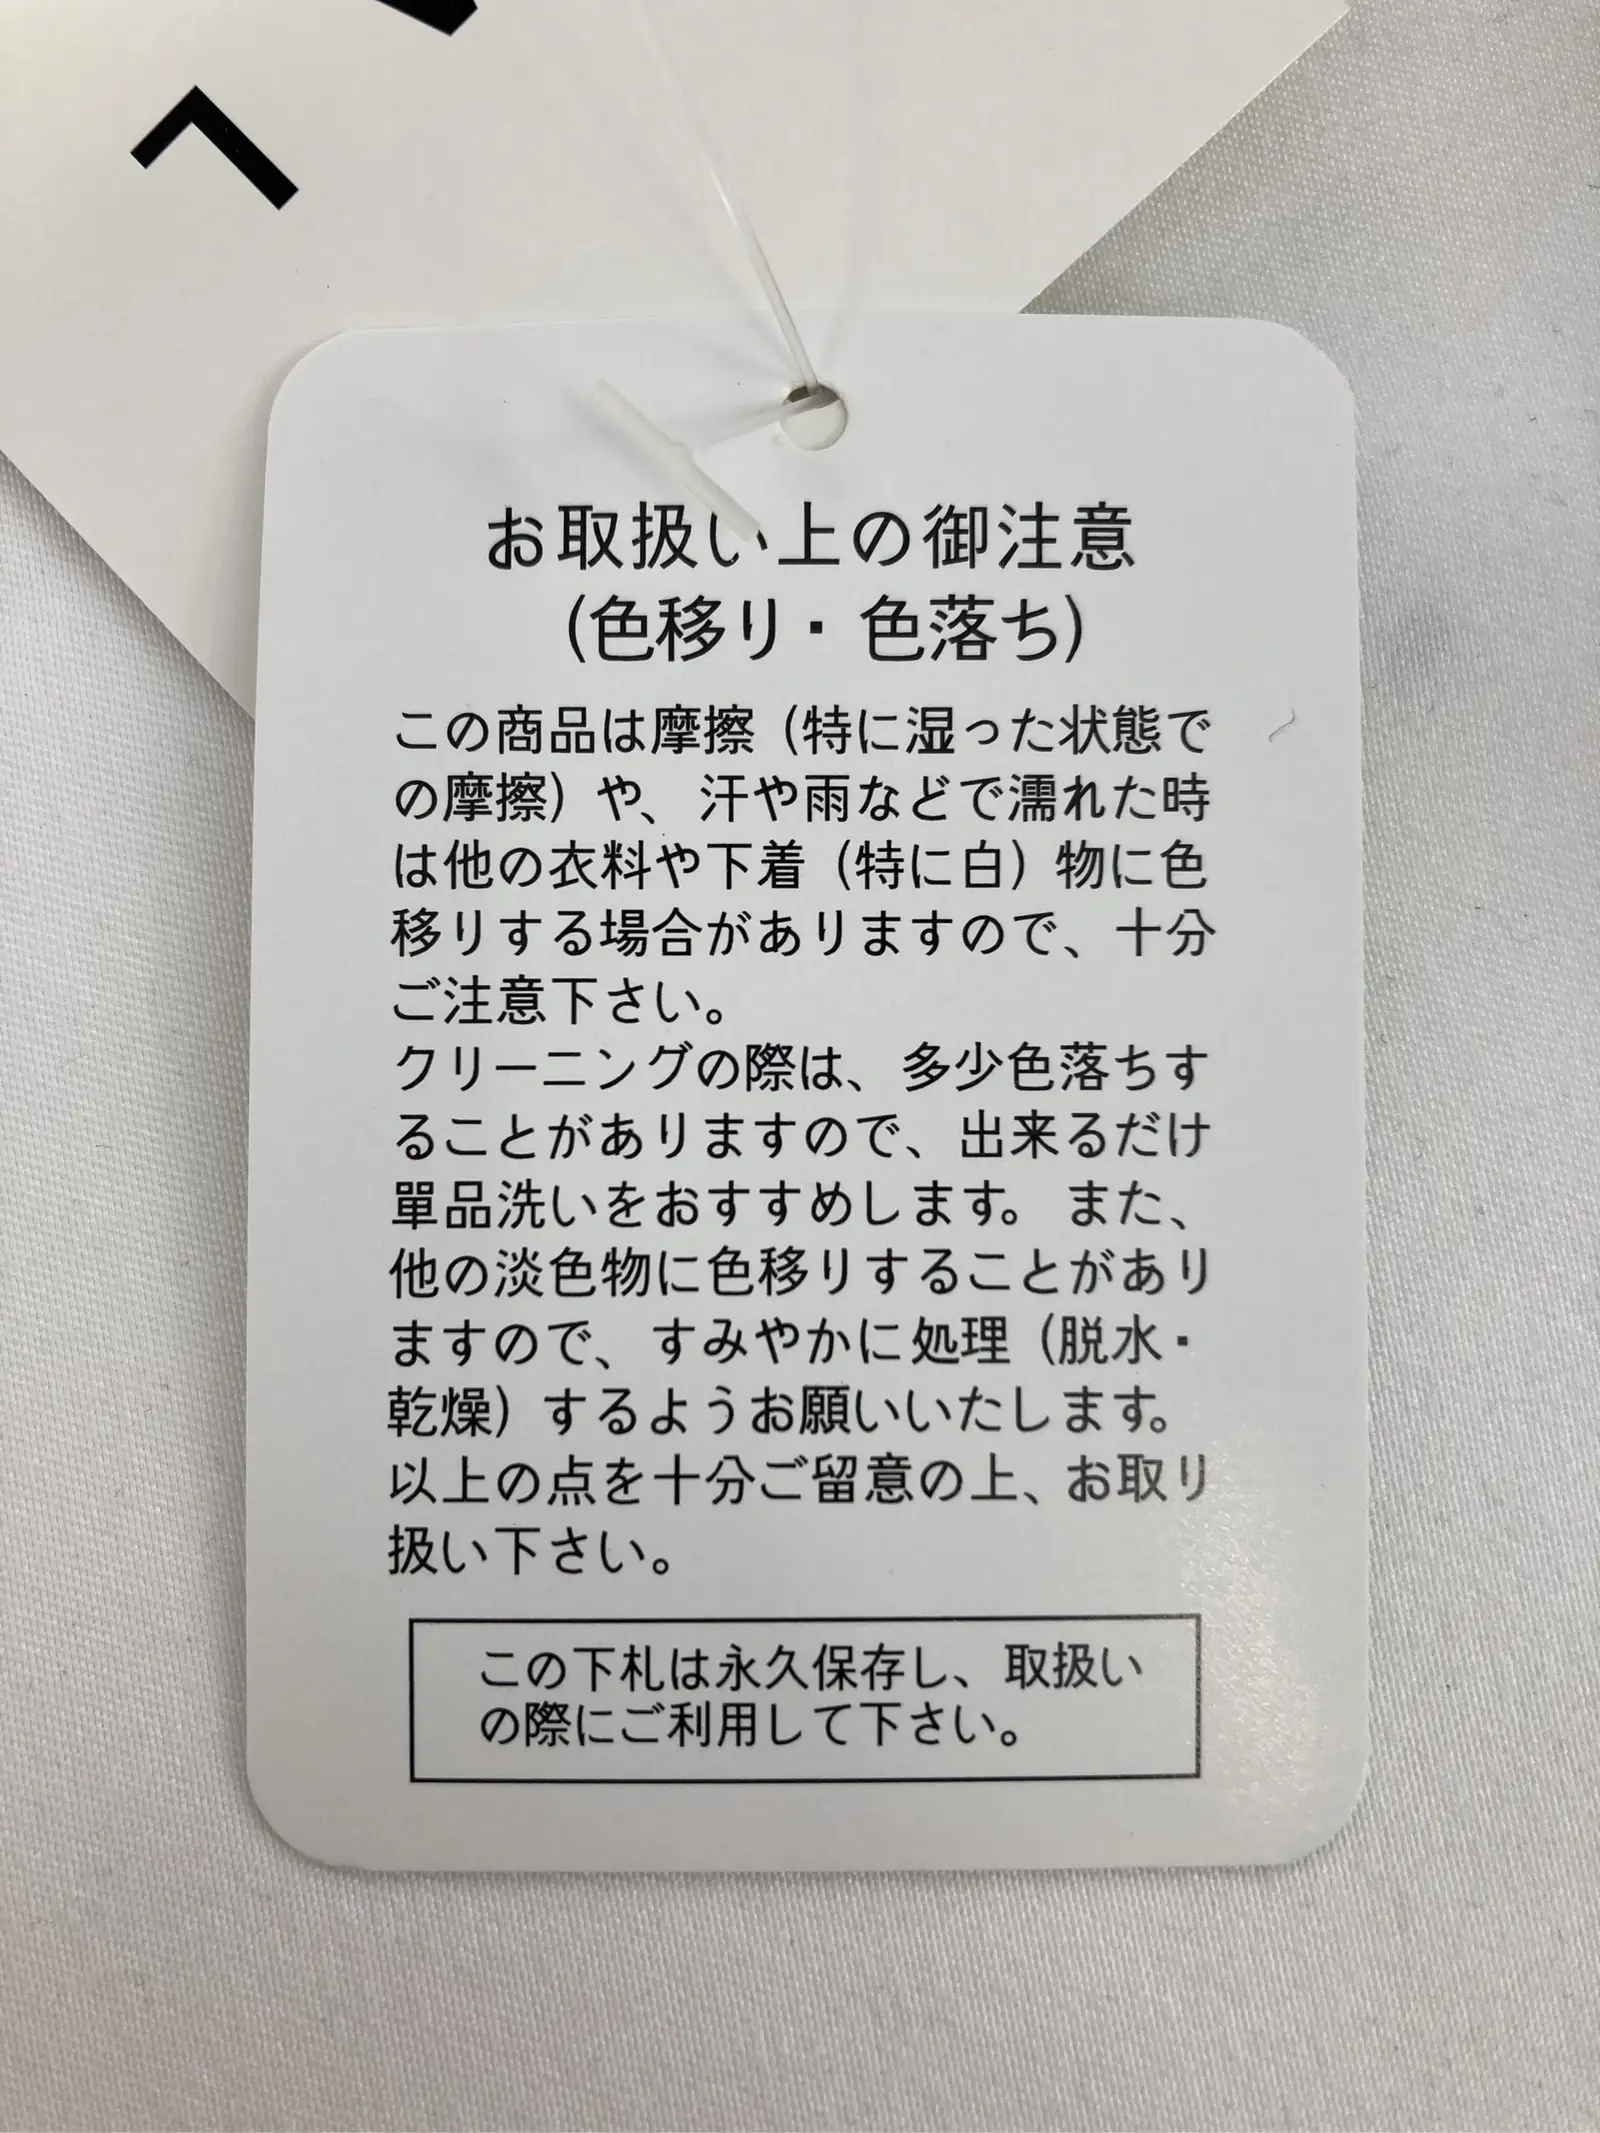 お取扱い上の御注意
(色移り・色落ち)
この商品は摩擦（特に湿った状態で
の摩擦）や、汗や雨などで濡れた時
は他の衣料や下着（特に白）物に色
移りする場合がありますので、十分
ご注意下さい。
クリーニングの際は、多少色落ちす
ることがありますので、出来るだけ
單品洗いをおすすめします。また、
他の淡色物に色移りすることがあり
ますので、すみやかに処理（脱水・
乾燥）するようお願いいたします。
以上の点を十分ご留意の上、お取り
扱い下さい。
この下札は永久保存し、取扱い
の際にご利用して下さい。